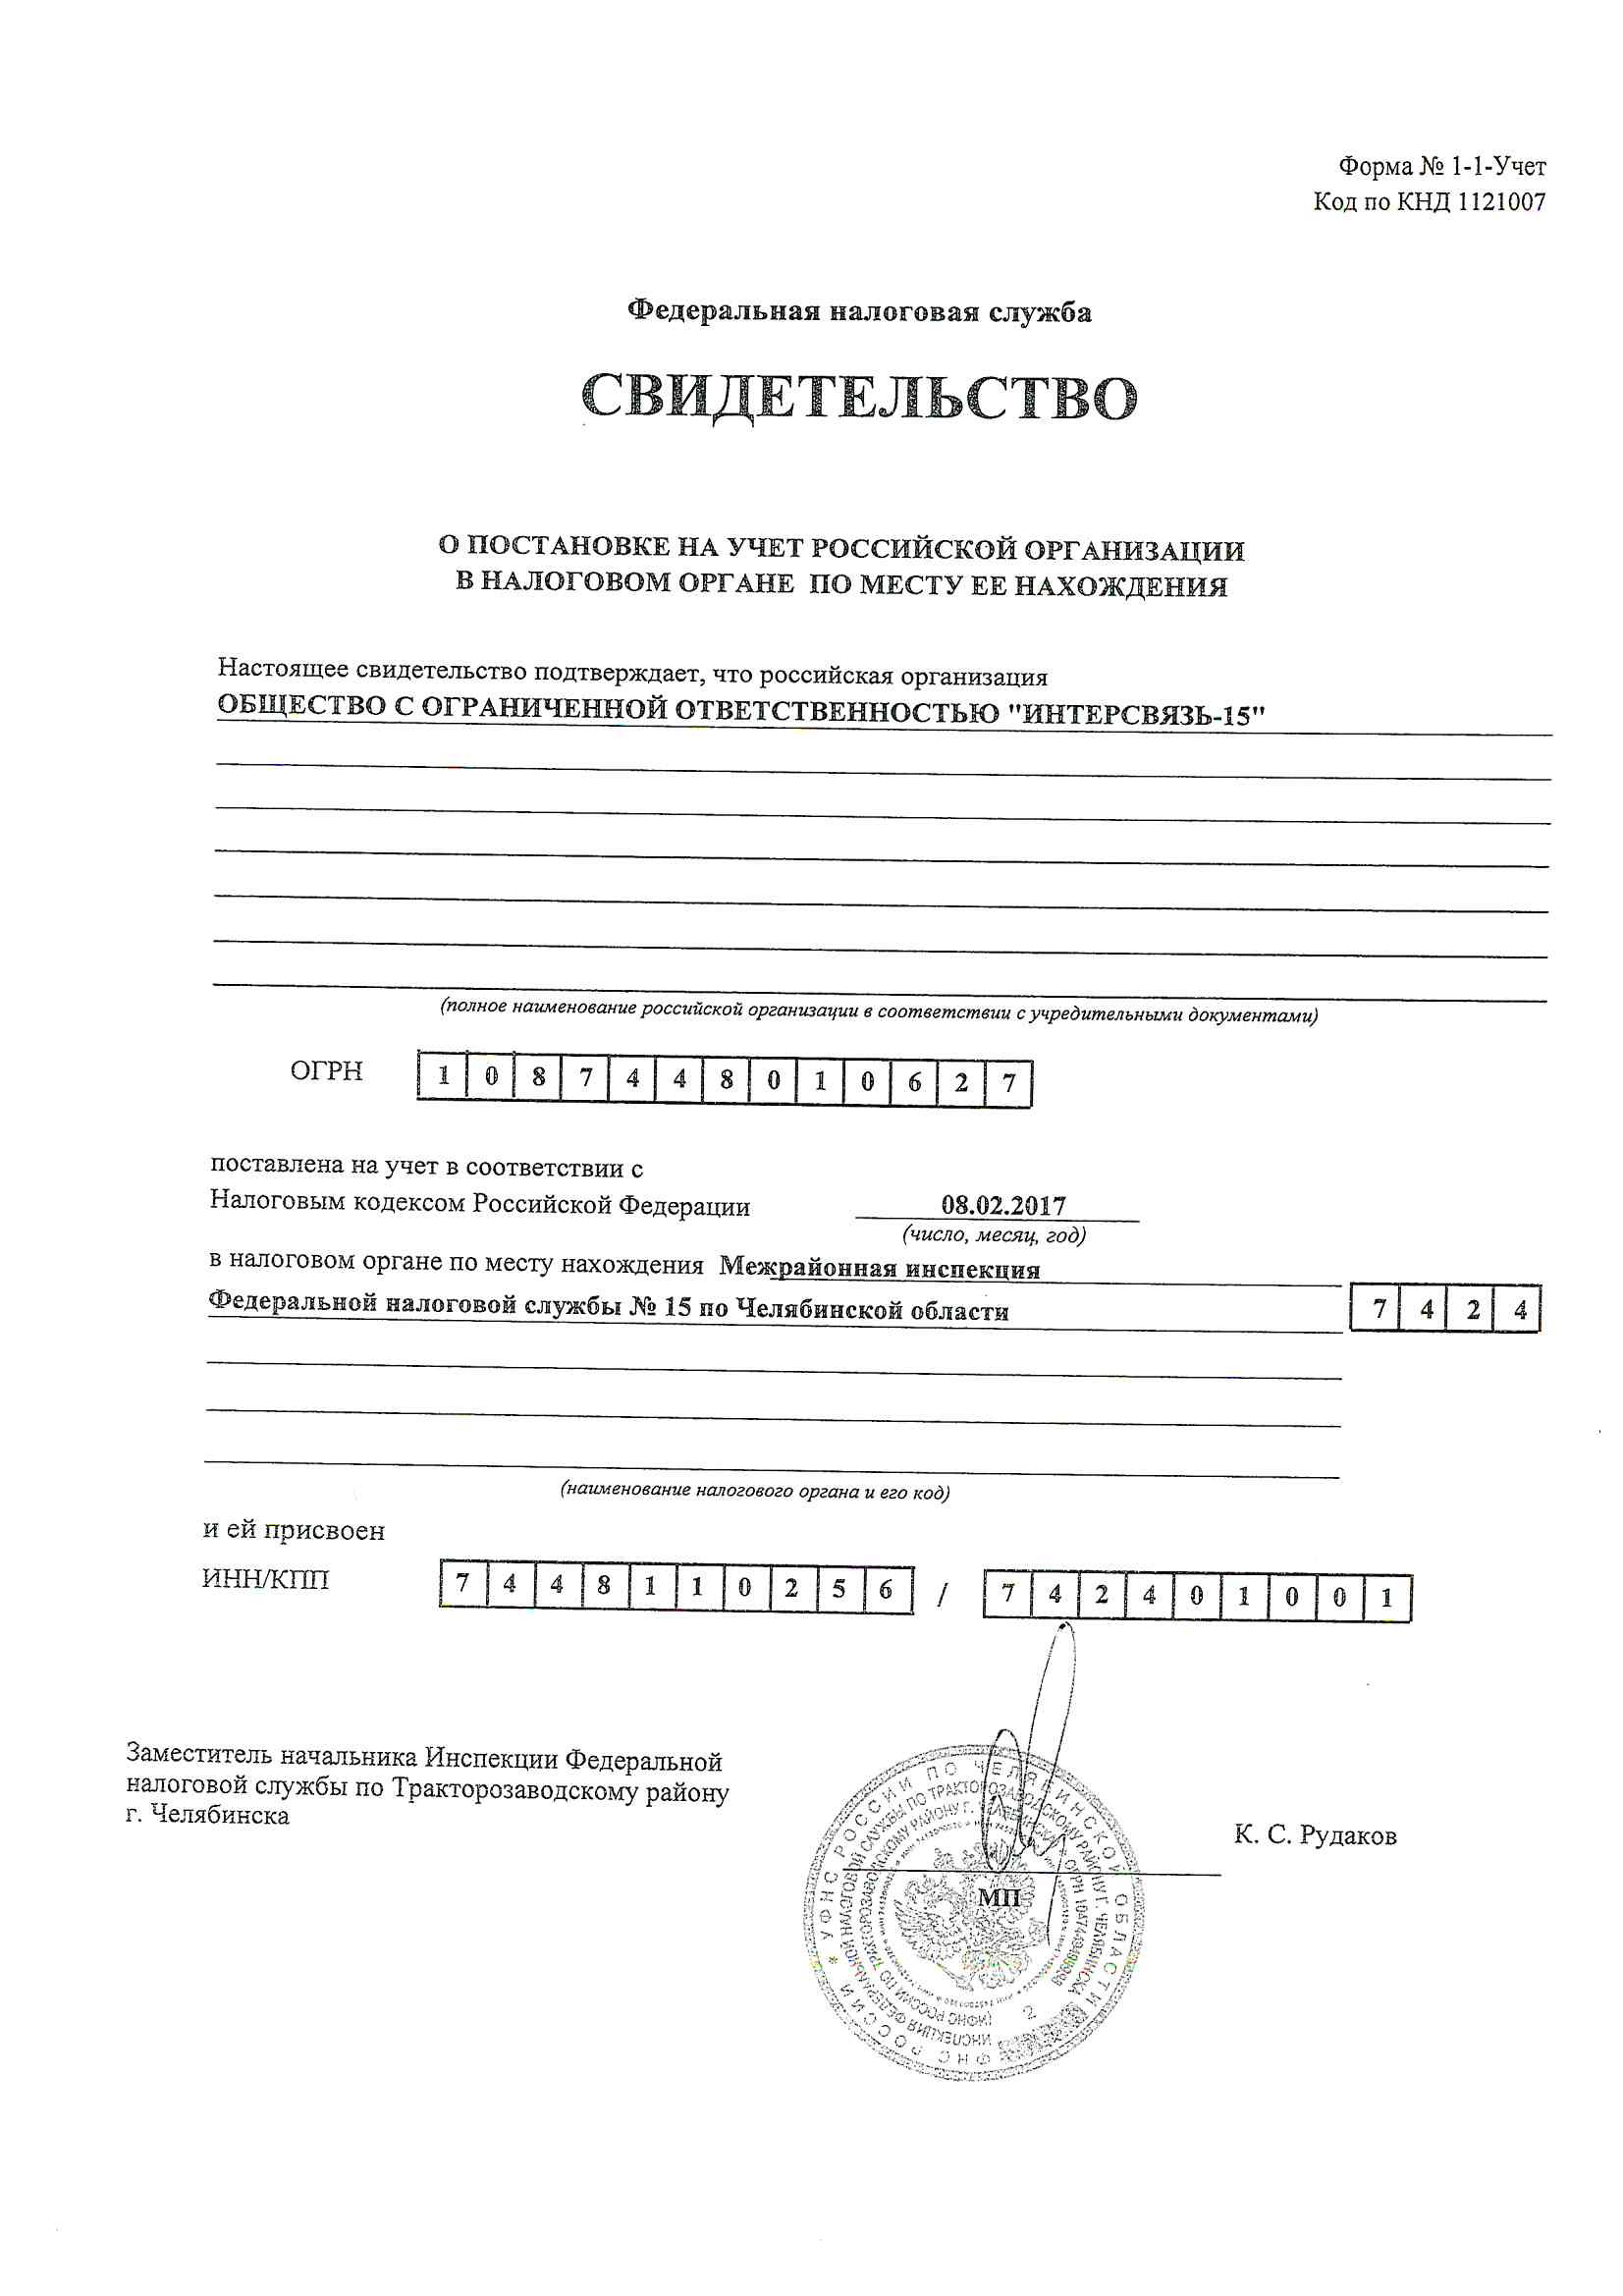 Форма № 1-1-Учет
Код по КНД 1121007
Федеральная налоговая служба
СВИДЕТЕЛЬСТВО
О ПОСТАНОВКЕ НА УЧЕТ РОССИЙСКОЙ ОРГАНИЗАЦИИ
В НАЛОГОВОМ ОРГАНЕ ПО МЕСТУ ЕЕ НАХОЖДЕНИЯ
Настоящее свидетельство подтверждает, что российская организация
ОБЩЕСТВО С ОГРАНИЧЕННОЙ ОТВЕТСТВЕННОСТЬЮ "ИНТЕРСВЯЗЬ-15"
(полное наименование российской организации в соответствии с учредительными документами)
ОГРН 1 0 8 7 4 4 8 0 1 0 6 2 7
поставлена на учет в соответствии с
Налоговым кодексом Российской Федерации 08.02.2017
(число, месяц, год)
в налоговом органе по месту нахождения Межрайонная инспекция
Федеральной налоговой службы № 15 по Челябинской области 7 4 2 4
(наименование налогового органа и его код)
и ей присвоен
ИНН/КПП 7 4 4 8 1 1 0 2 5 6 / 7 4 2 4 0 1 0 0 1
Заместитель начальника Инспекции Федеральной
налоговой службы по Тракторозаводскому району
г. Челябинска
К. С. Рудаков
МП
ФНС РОССИИ * УФНС РОССИИ ПО ЧЕЛЯБИНСКОЙ ОБЛАСТИ
ИНСПЕКЦИЯ ФЕДЕРАЛЬНОЙ НАЛОГОВОЙ СЛУЖБЫ ПО ТРАКТОРОЗАВОДСКОМУ РАЙОНУ Г. ЧЕЛЯБИНСКА
(ИФНС РОССИИ ПО ТРАКТОРОЗАВОДСКОМУ РАЙОНУ Г. ЧЕЛЯБИНСКА) ОГРН
2